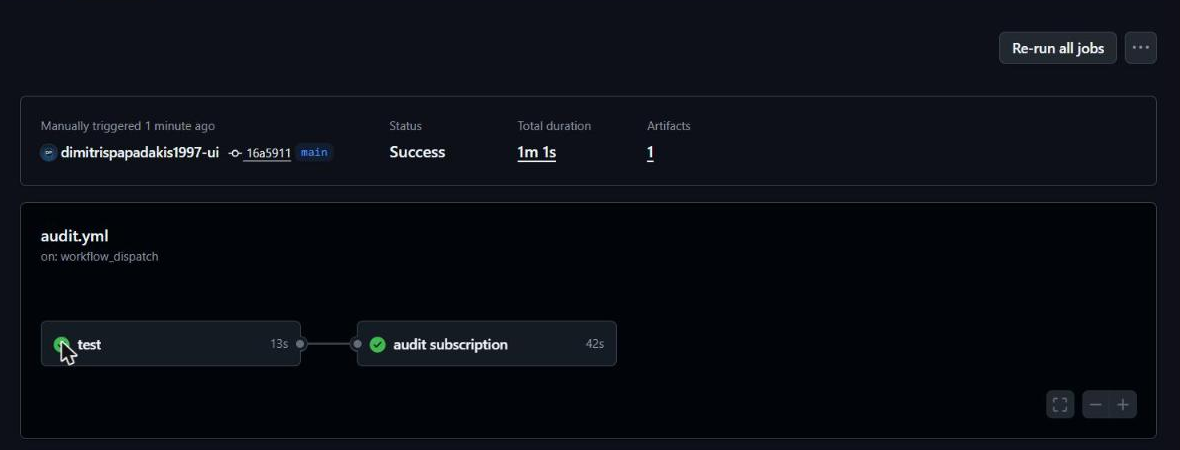 Re-run all jobs
Manually triggered 1 minute ago
Status
Total duration
Artifacts
dimitrispapadakis1997-ui 16a5911 main
Success
1m 1s
1
audit.yml
on: workflow_dispatch
test 13s
audit subscription 42s